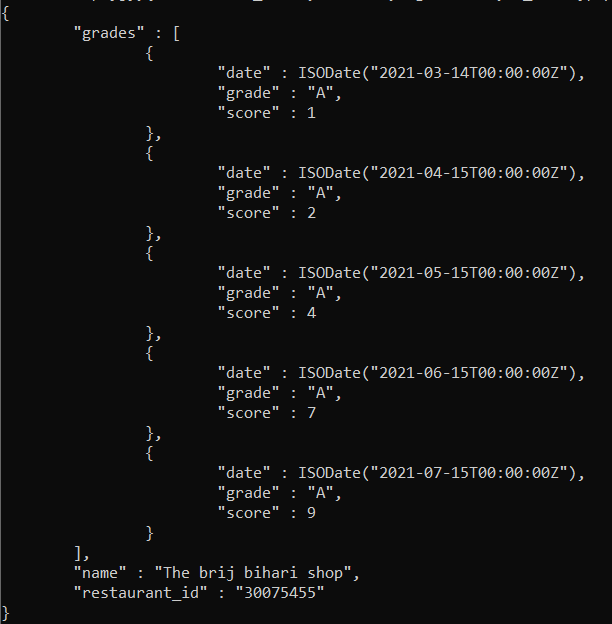 {
"grades" : [
{
"date" : ISODate("2021-03-14T00:00:00Z"),
"grade" : "A",
"score" : 1
},
{
"date" : ISODate("2021-04-15T00:00:00Z"),
"grade" : "A",
"score" : 2
},
{
"date" : ISODate("2021-05-15T00:00:00Z"),
"grade" : "A",
"score" : 4
},
{
"date" : ISODate("2021-06-15T00:00:00Z"),
"grade" : "A",
"score" : 7
},
{
"date" : ISODate("2021-07-15T00:00:00Z"),
"grade" : "A",
"score" : 9
}
],
"name" : "The brij bihari shop",
"restaurant_id" : "30075455"
}